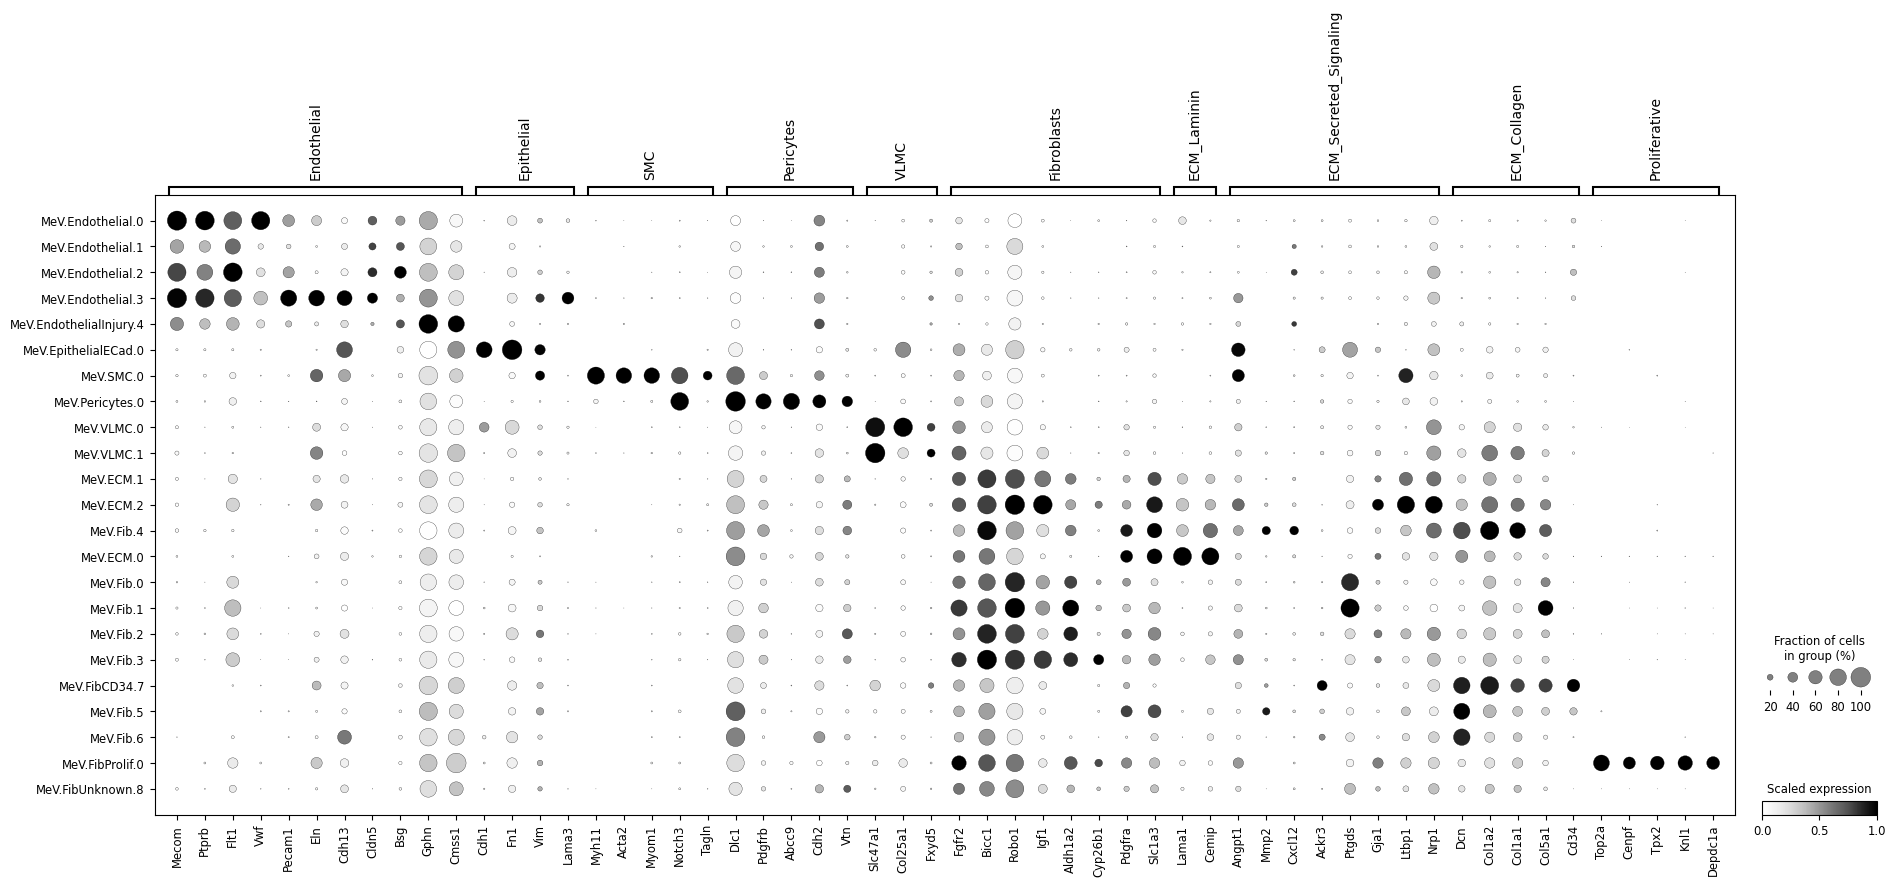 Endothelial
Epithelial
SMC
Pericytes
VLMC
Fibroblasts
ECM_Laminin
ECM_Secreted_Signaling
ECM_Collagen
Proliferative
MeV.Endothelial.0
MeV.Endothelial.1
MeV.Endothelial.2
MeV.Endothelial.3
MeV.EndothelialInjury.4
MeV.EpithelialECad.0
MeV.SMC.0
MeV.Pericytes.0
MeV.VLMC.0
MeV.VLMC.1
MeV.ECM.1
MeV.ECM.2
MeV.Fib.4
MeV.ECM.0
MeV.Fib.0
MeV.Fib.1
MeV.Fib.2
MeV.Fib.3
MeV.FibCD34.7
MeV.Fib.5
MeV.Fib.6
MeV.FibProlif.0
MeV.FibUnknown.8
Mecom
Ptprb
Flt1
Vwf
Pecam1
Eln
Cdh13
Cldn5
Bsg
Gphn
Cmss1
Cdh1
Fn1
Vim
Lama3
Myh11
Acta2
Myom1
Notch3
Tagln
Dlc1
Pdgfrb
Abcc9
Cdh2
Vtn
Slc47a1
Col25a1
Fxyd5
Fgfr2
Bicc1
Robo1
Igf1
Aldh1a2
Cyp26b1
Pdgfra
Slc1a3
Lama1
Cemip
Angpt1
Mmp2
Cxcl12
Ackr3
Ptgds
Gja1
Ltbp1
Nrp1
Dcn
Col1a2
Col1a1
Col5a1
Cd34
Top2a
Cenpf
Tpx2
Knl1
Depdc1a
Fraction of cells
in group (%)
20 40 60 80 100
Scaled expression
0.0 0.5 1.0